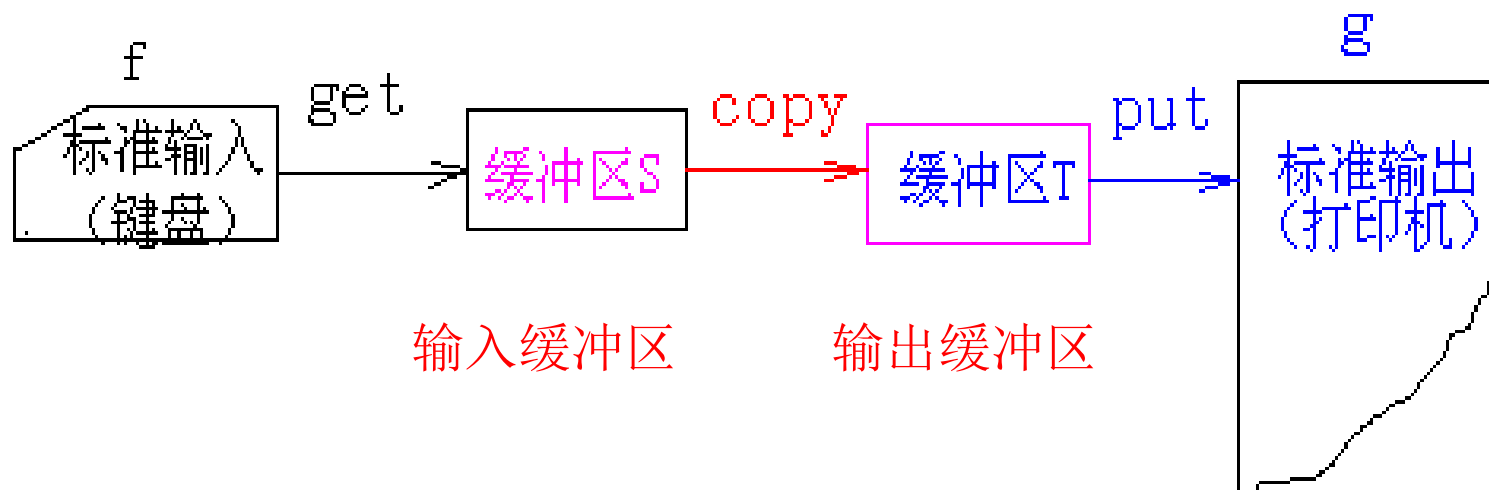 f
get
copy
put
g
标准输入
(键盘)
缓冲区S
缓冲区T
标准输出
(打印机)
输入缓冲区
输出缓冲区